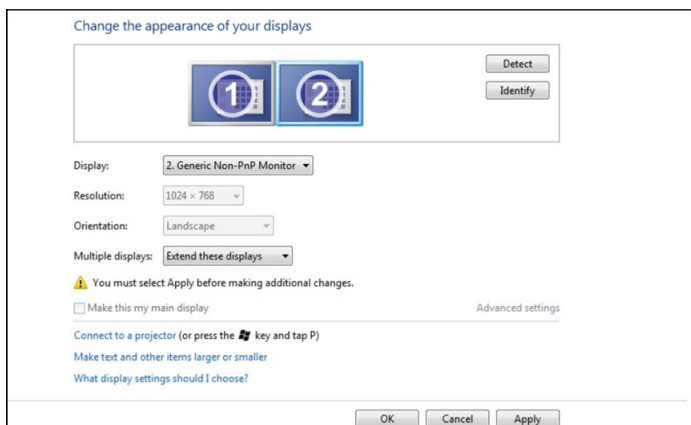 Change the appearance of your displays
1 2
Detect
Identify
Display: 2. Generic Non-PnP Monitor
Resolution: 1024 × 768
Orientation: Landscape
Multiple displays: Extend these displays
You must select Apply before making additional changes.
Make this my main display Advanced settings
Connect to a projector (or press the key and tap P)
Make text and other items larger or smaller
What display settings should I choose?
OK Cancel Apply